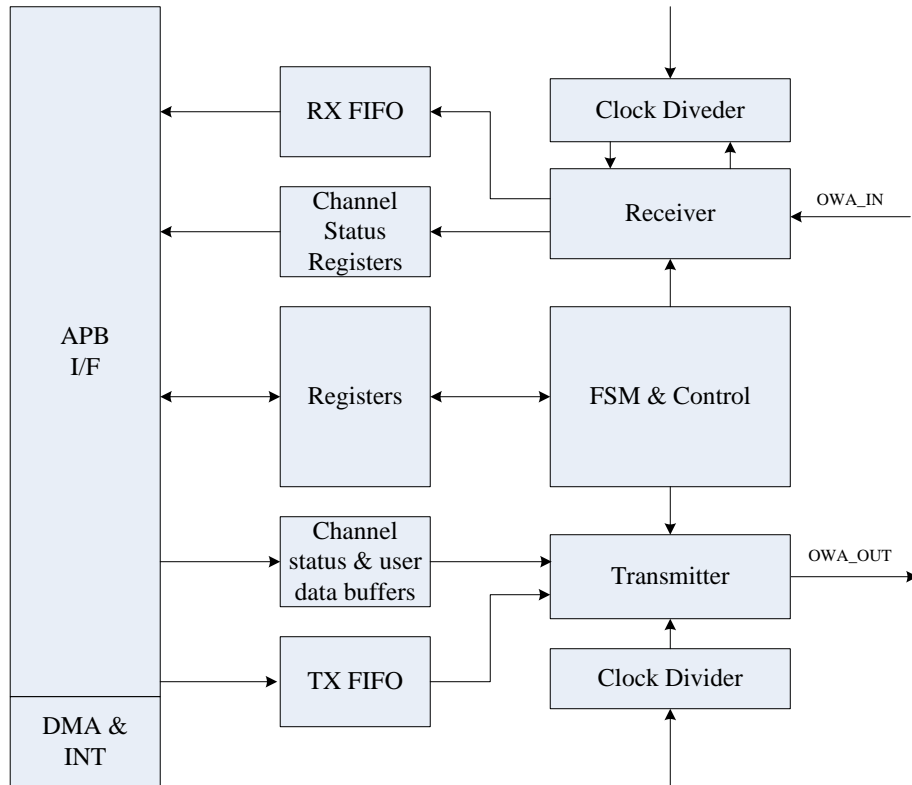 Clock Diveder
RX FIFO
Channel
Status
Registers
Receiver
OWA_IN
APB
I/F
Registers
FSM & Control
Channel
status & user
data buffers
Transmitter
OWA_OUT
TX FIFO
Clock Divider
DMA &
INT